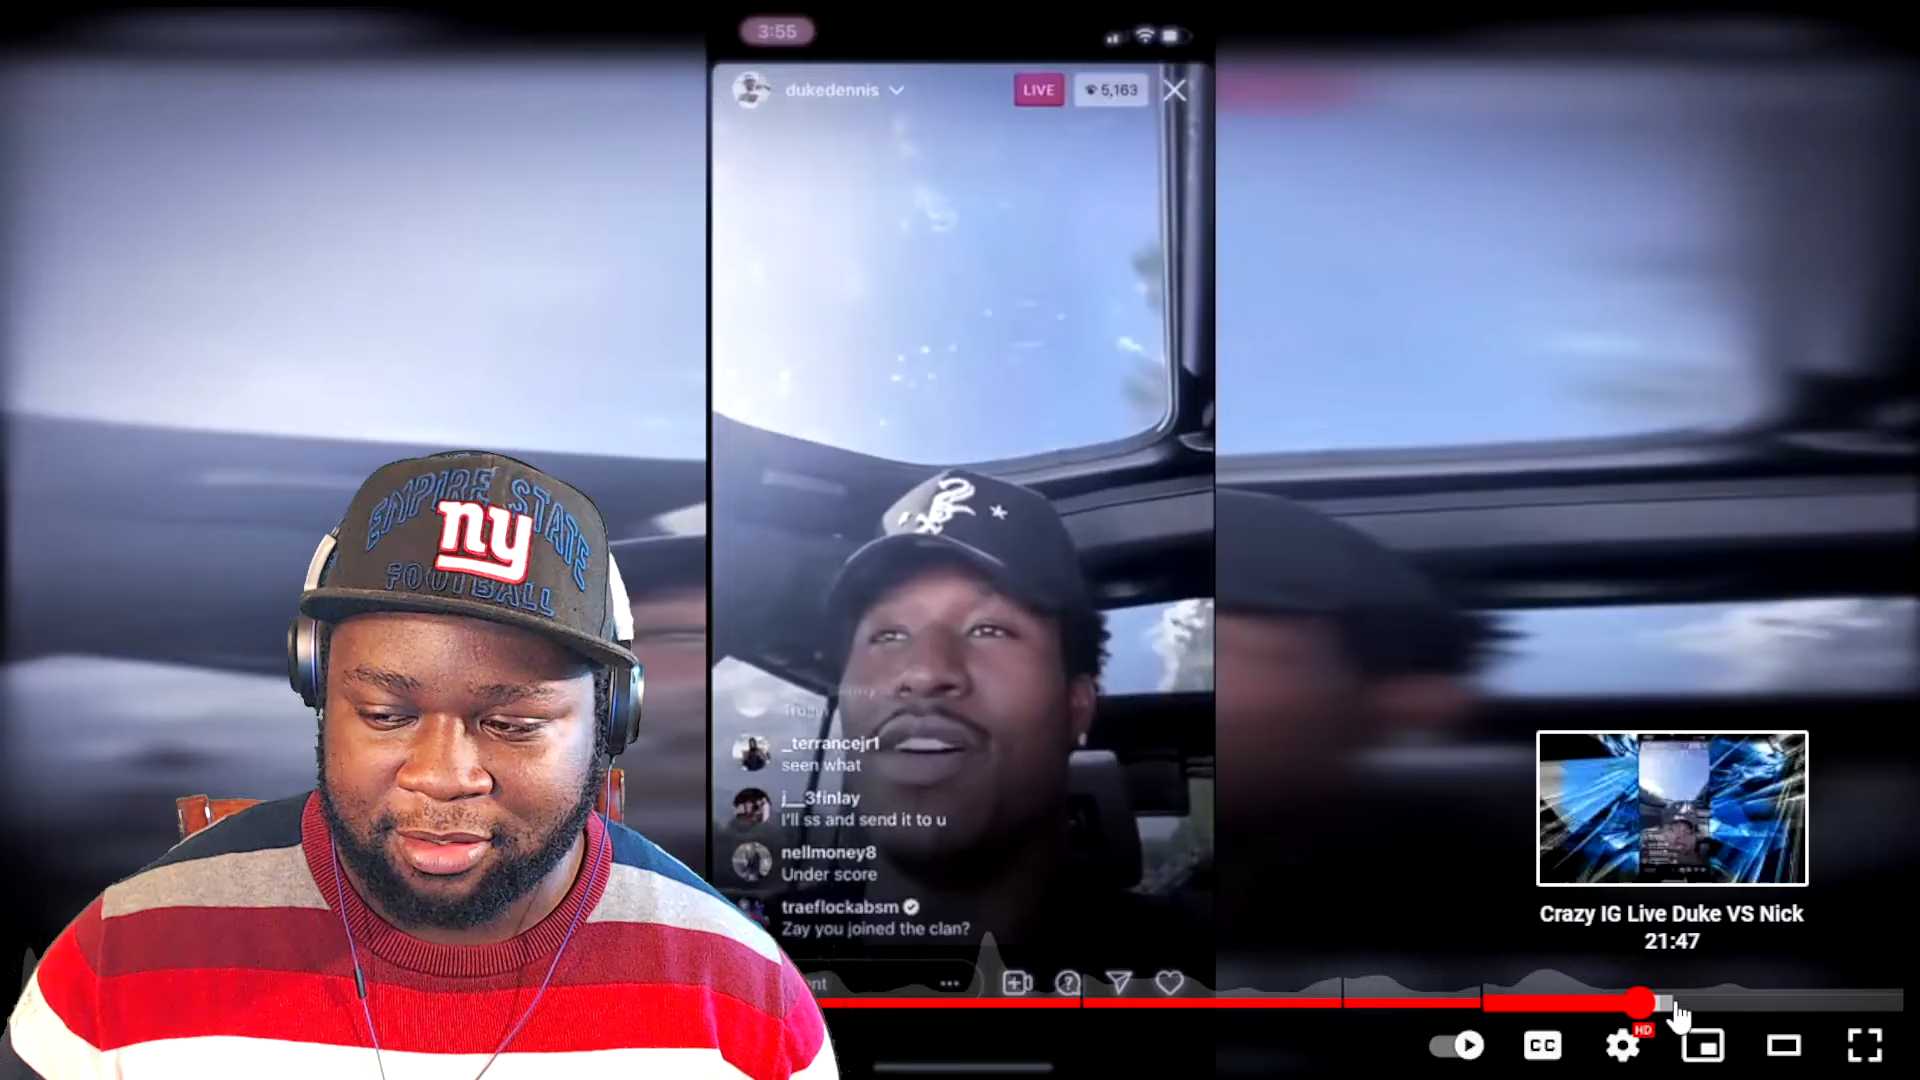 3:55
dukedennis
LIVE
5,163
_terrancejr1
seen what
j__3finlay
I'll ss and send it to u
nellmoney8
Under score
traeflockabsm
Zay you joined the clan?
EMPIRE STATE
ny
FOOTBALL
Crazy IG Live Duke VS Nick
21:47
CC
HD